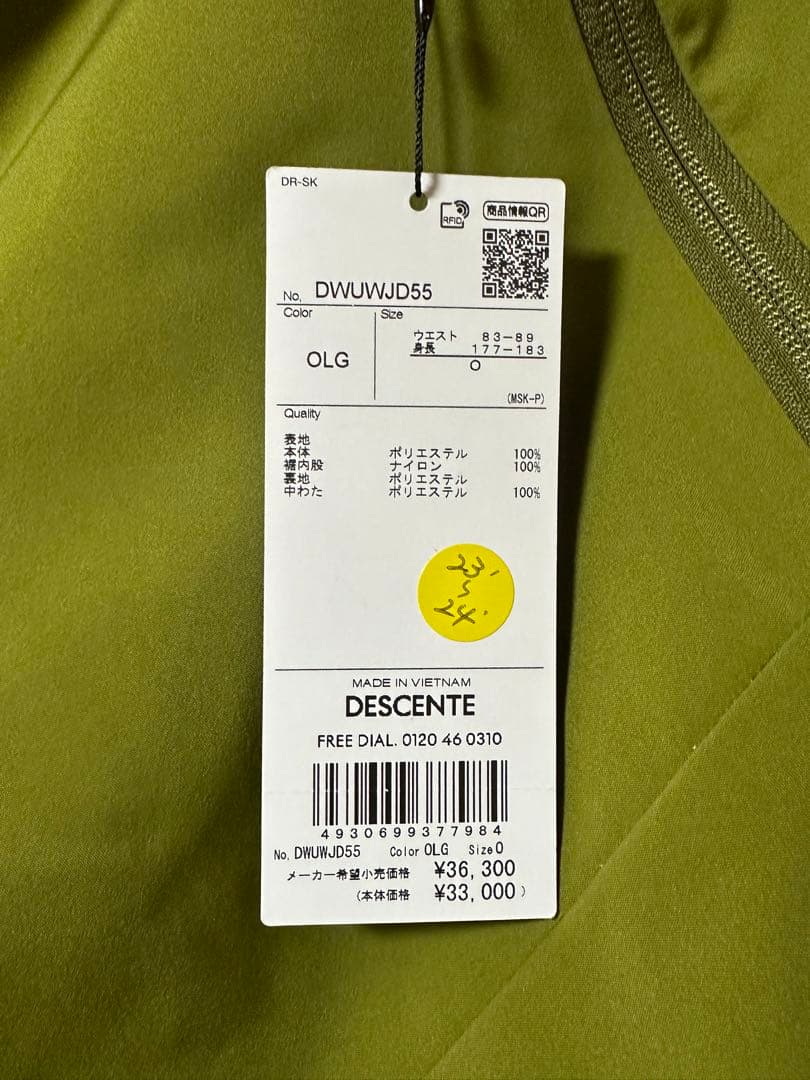 DR-SK
RFID
商品情報QR
No. DWUWJD55
Color
Size
ウエスト 83-89
身長 177-183
OLG
O
(MSK-P)
Quality
表地
本体 ポリエステル 100%
裾内股 ナイロン 100%
裏地 ポリエステル
中わた ポリエステル 100%
23'
〜
24'
MADE IN VIETNAM
DESCENTE
FREE DIAL. 0120 46 0310
4930699377984
No. DWUWJD55 Color OLG Size O
メーカー希望小売価格 ¥36,300
(本体価格 ¥33,000)